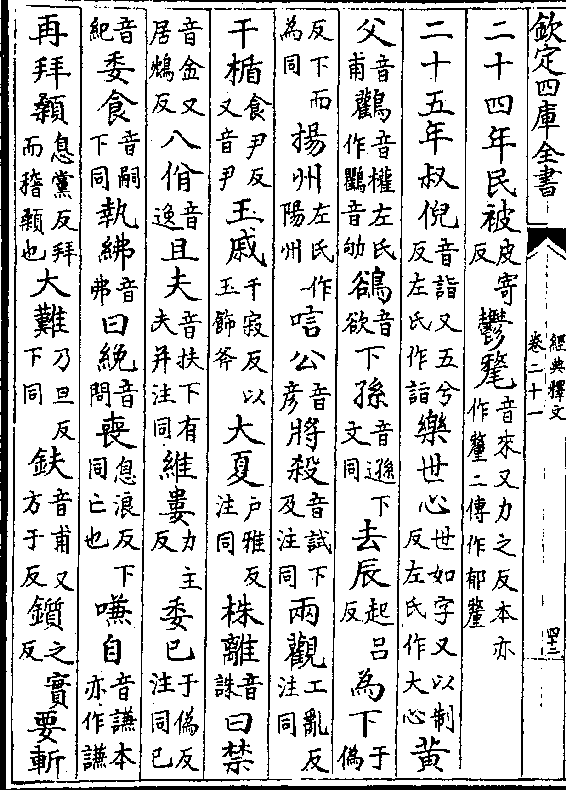 欽定四庫全書
經典釋文
卷二十一
四三
二十四年民被皮寄反鬱釐音來又力之反本亦作斄二傳作郁釐
二十五年叔倪音詣又五兮反左氏作詣樂世心世如字又以制反左氏作大心黃
父音甫鸛音權左氏作鸜音劬鵒音欲下孫音遜下文同去辰起呂反為下于偽
反下而為同揚州左氏作陽州唁公音彥將殺音試下及注同兩觀工亂反注同
干楯食尹反又音尹玉戚千寂反以玉飾斧大夏户雅反注同株離音誅曰禁
音金又居鴆反八佾音逸且夫音扶下有夫并注同維婁力主反委巳于偽反注同巳
音紀委食音嗣下同執紼音弗曰絻音問喪息浪反下同亡也嗛自音謙本亦作謙
再拜顙息黨反拜而稽顙也大難乃旦反下同鈇音甫又方于反鑕之實反要斬